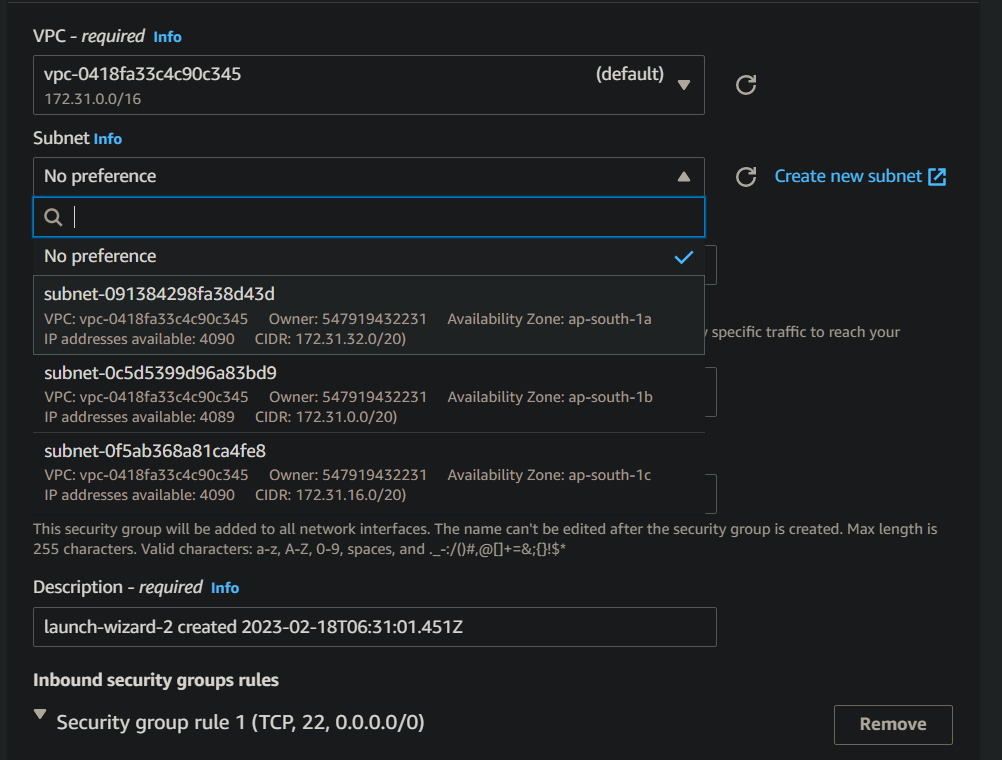 VPC - required Info
vpc-0418fa33c4c90c345 (default)
172.31.0.0/16
Subnet Info
No preference
Create new subnet
No preference
subnet-091384298fa38d43d
VPC: vpc-0418fa33c4c90c345 Owner: 547919432231 Availability Zone: ap-south-1a
IP addresses available: 4090 CIDR: 172.31.32.0/20)
specific traffic to reach your
subnet-0c5d5399d96a83bd9
VPC: vpc-0418fa33c4c90c345 Owner: 547919432231 Availability Zone: ap-south-1b
IP addresses available: 4089 CIDR: 172.31.0.0/20)
subnet-0f5ab368a81ca4fe8
VPC: vpc-0418fa33c4c90c345 Owner: 547919432231 Availability Zone: ap-south-1c
IP addresses available: 4090 CIDR: 172.31.16.0/20)
This security group will be added to all network interfaces. The name can't be edited after the security group is created. Max length is
255 characters. Valid characters: a-z, A-Z, 0-9, spaces, and ._-:/()#,@[]+=&;{}!$*
Description - required Info
launch-wizard-2 created 2023-02-18T06:31:01.451Z
Inbound security groups rules
Security group rule 1 (TCP, 22, 0.0.0.0/0)
Remove